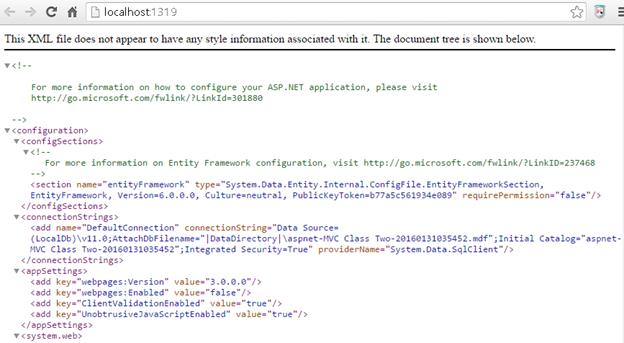 localhost:1319
This XML file does not appear to have any style information associated with it. The document tree is shown below.
<!--
For more information on how to configure your ASP.NET application, please visit
http://go.microsoft.com/fwlink/?LinkId=301880
-->
<configuration>
<configSections>
<!--
For more information on Entity Framework configuration, visit http://go.microsoft.com/fwlink/?LinkID=237468
-->
<section name="entityFramework" type="System.Data.Entity.Internal.ConfigFile.EntityFrameworkSection,
EntityFramework, Version=6.0.0.0, Culture=neutral, PublicKeyToken=b77a5c561934e089" requirePermission="false"/>
</configSections>
<connectionStrings>
<add name="DefaultConnection" connectionString="Data Source=
(LocalDb)\v11.0;AttachDbFilename="|DataDirectory|\aspnet-MVC Class Two-20160131035452.mdf";Initial Catalog="aspnet-
MVC Class Two-20160131035452";Integrated Security=True" providerName="System.Data.SqlClient"/>
</connectionStrings>
<appSettings>
<add key="webpages:Version" value="3.0.0.0"/>
<add key="webpages:Enabled" value="false"/>
<add key="ClientValidationEnabled" value="true"/>
<add key="UnobtrusiveJavaScriptEnabled" value="true"/>
</appSettings>
<system.web>